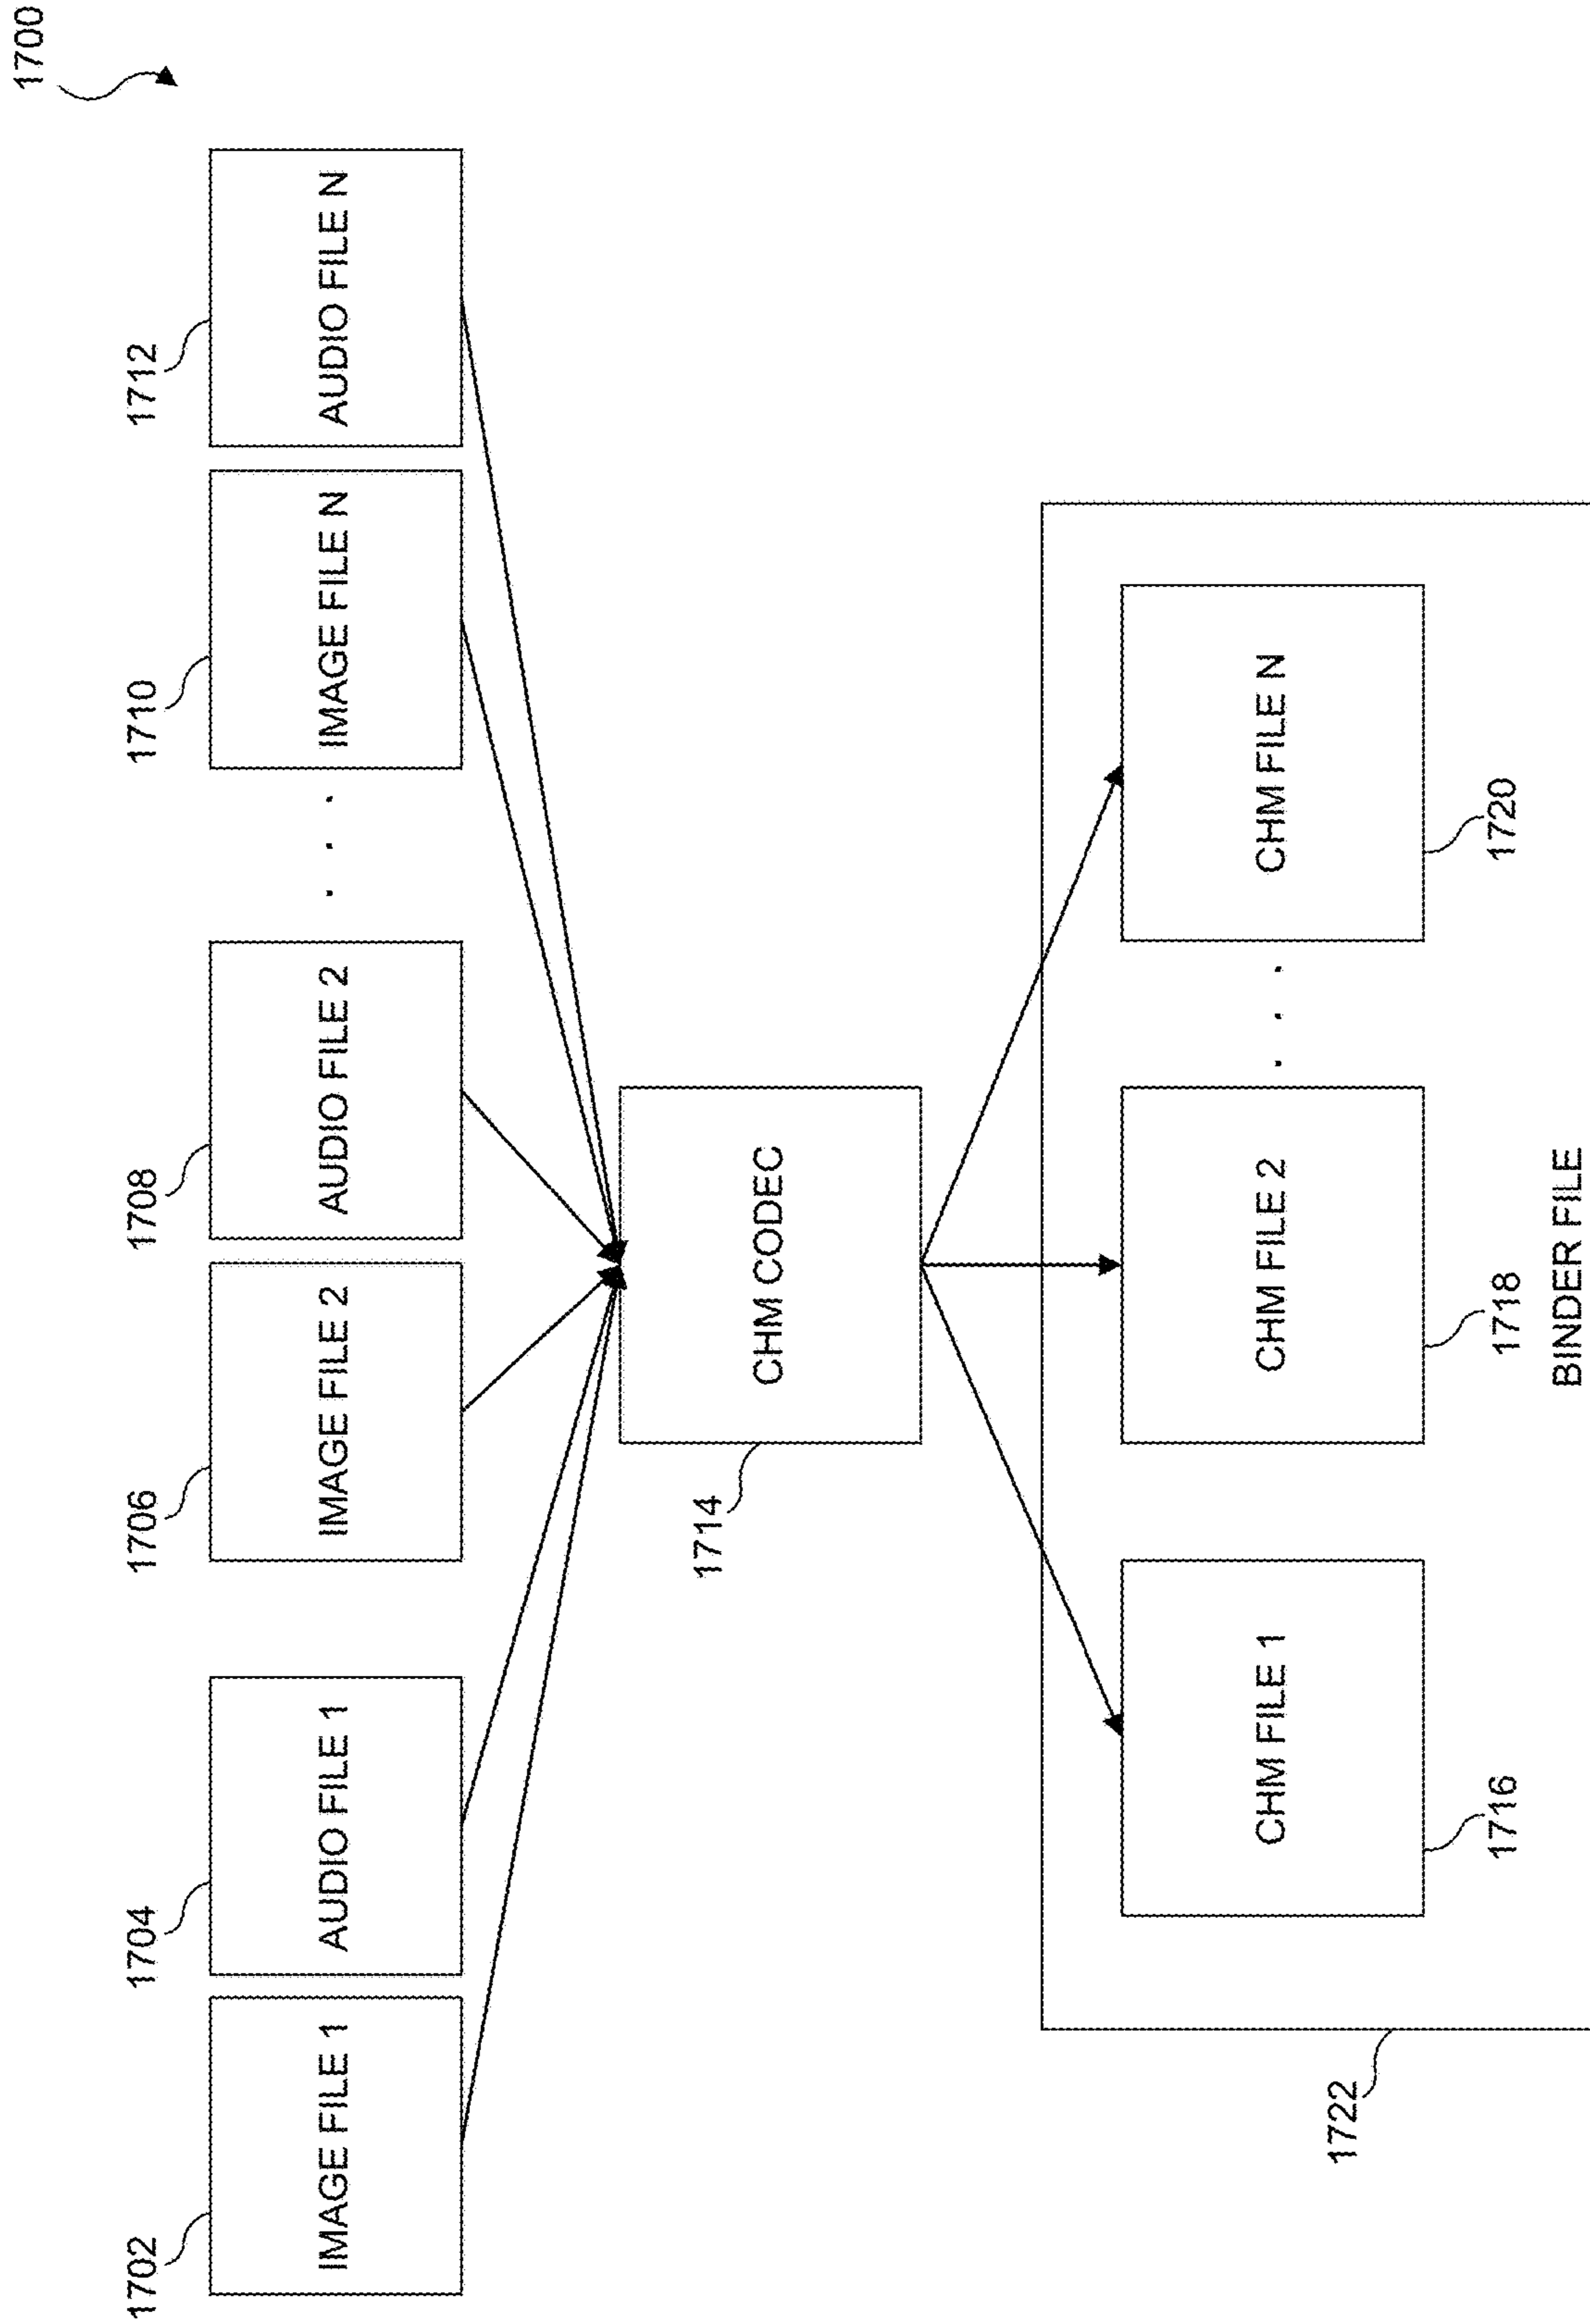 1700
1702
1704
1706
1708
1710
1712
IMAGE FILE 1
AUDIO FILE 1
IMAGE FILE 2
AUDIO FILE 2
. . .
IMAGE FILE N
AUDIO FILE N
1714
CHM CODEC
1722
CHM FILE 1
CHM FILE 2
. . .
CHM FILE N
1716
1718
1720
BINDER FILE